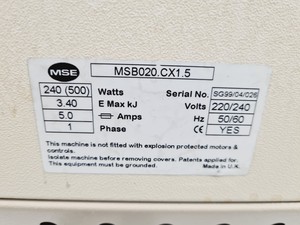 MSE MSB020.CX1.5
240 (500) Watts Serial No. SG99/04/026
3.40 E Max kJ Volts 220/240
5.0 Amps Hz 50/60
1 Phase CE YES
This machine is not fitted with explosion protected motors & controls.
Isolate machine before removing covers. Patents applied for.
This equipment must be grounded. Made in U.K.